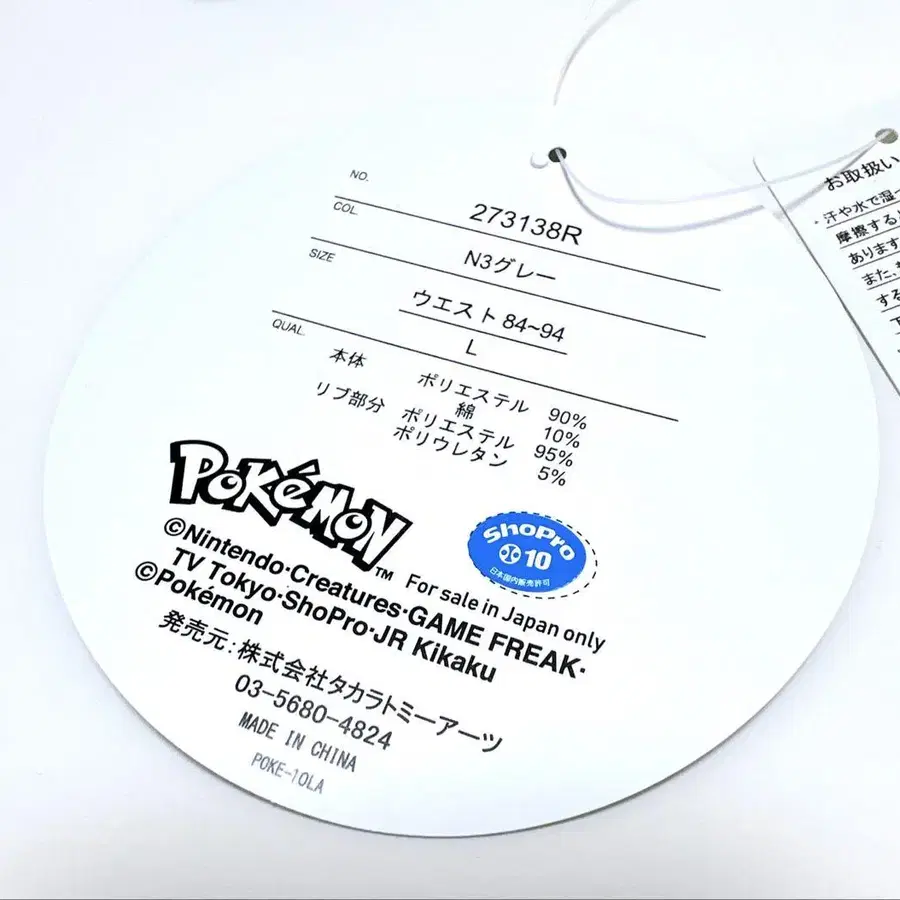 NO.
273138R
COL.
N3グレー
SIZE
ウエスト 84~94
L
QUAL.
本体 ポリエステル 90%
綿 10%
リブ部分 ポリエステル 95%
ポリウレタン 5%
Pokémon TM
For sale in Japan only
ShoPro
10
日本国内販売許可
©Nintendo·Creatures·GAME FREAK·
TV Tokyo·ShoPro·JR Kikaku
©Pokémon
発売元:株式会社タカラトミーアーツ
03-5680-4824
MADE IN CHINA
POKE-10LA
お取扱い
・汗や水で湿
摩擦する
あります
また、
する